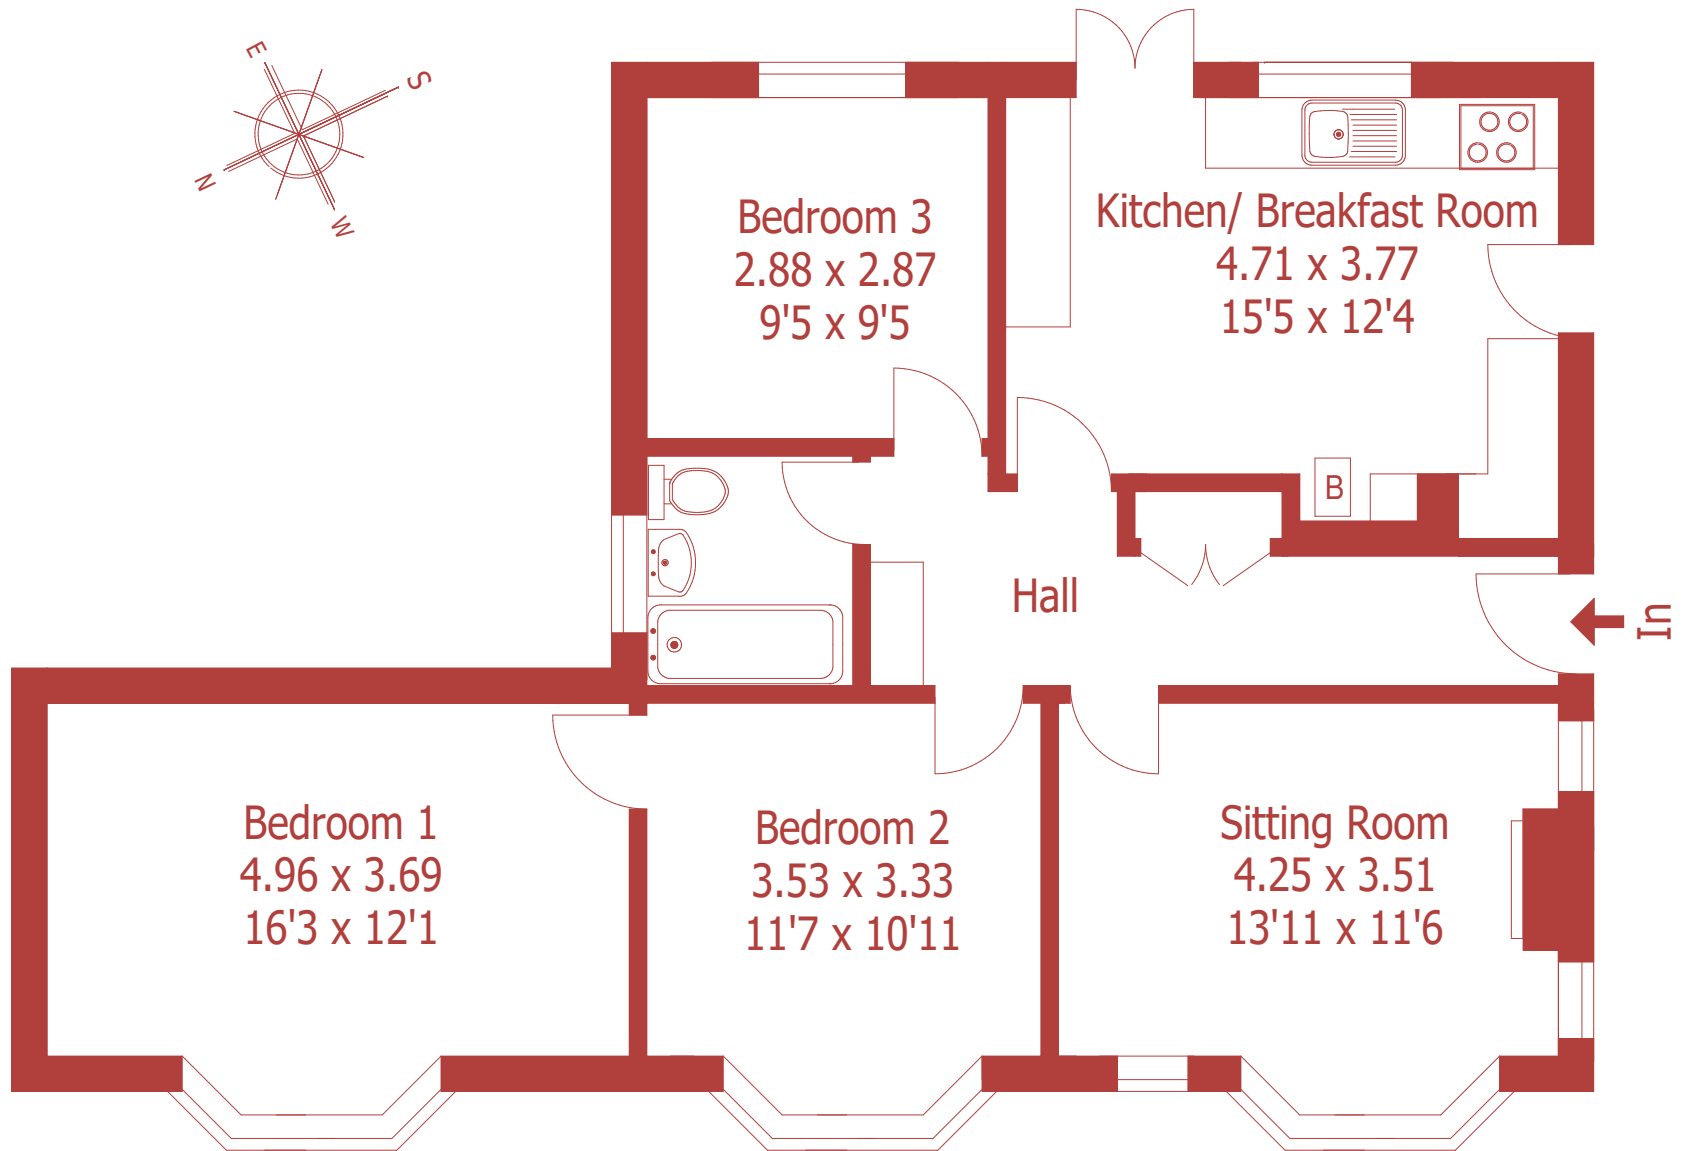 E
S
N
W
Bedroom 3
2.88 x 2.87
9'5 x 9'5
Kitchen/ Breakfast Room
4.71 x 3.77
15'5 x 12'4
B
Hall
In
Bedroom 1
4.96 x 3.69
16'3 x 12'1
Bedroom 2
3.53 x 3.33
11'7 x 10'11
Sitting Room
4.25 x 3.51
13'11 x 11'6